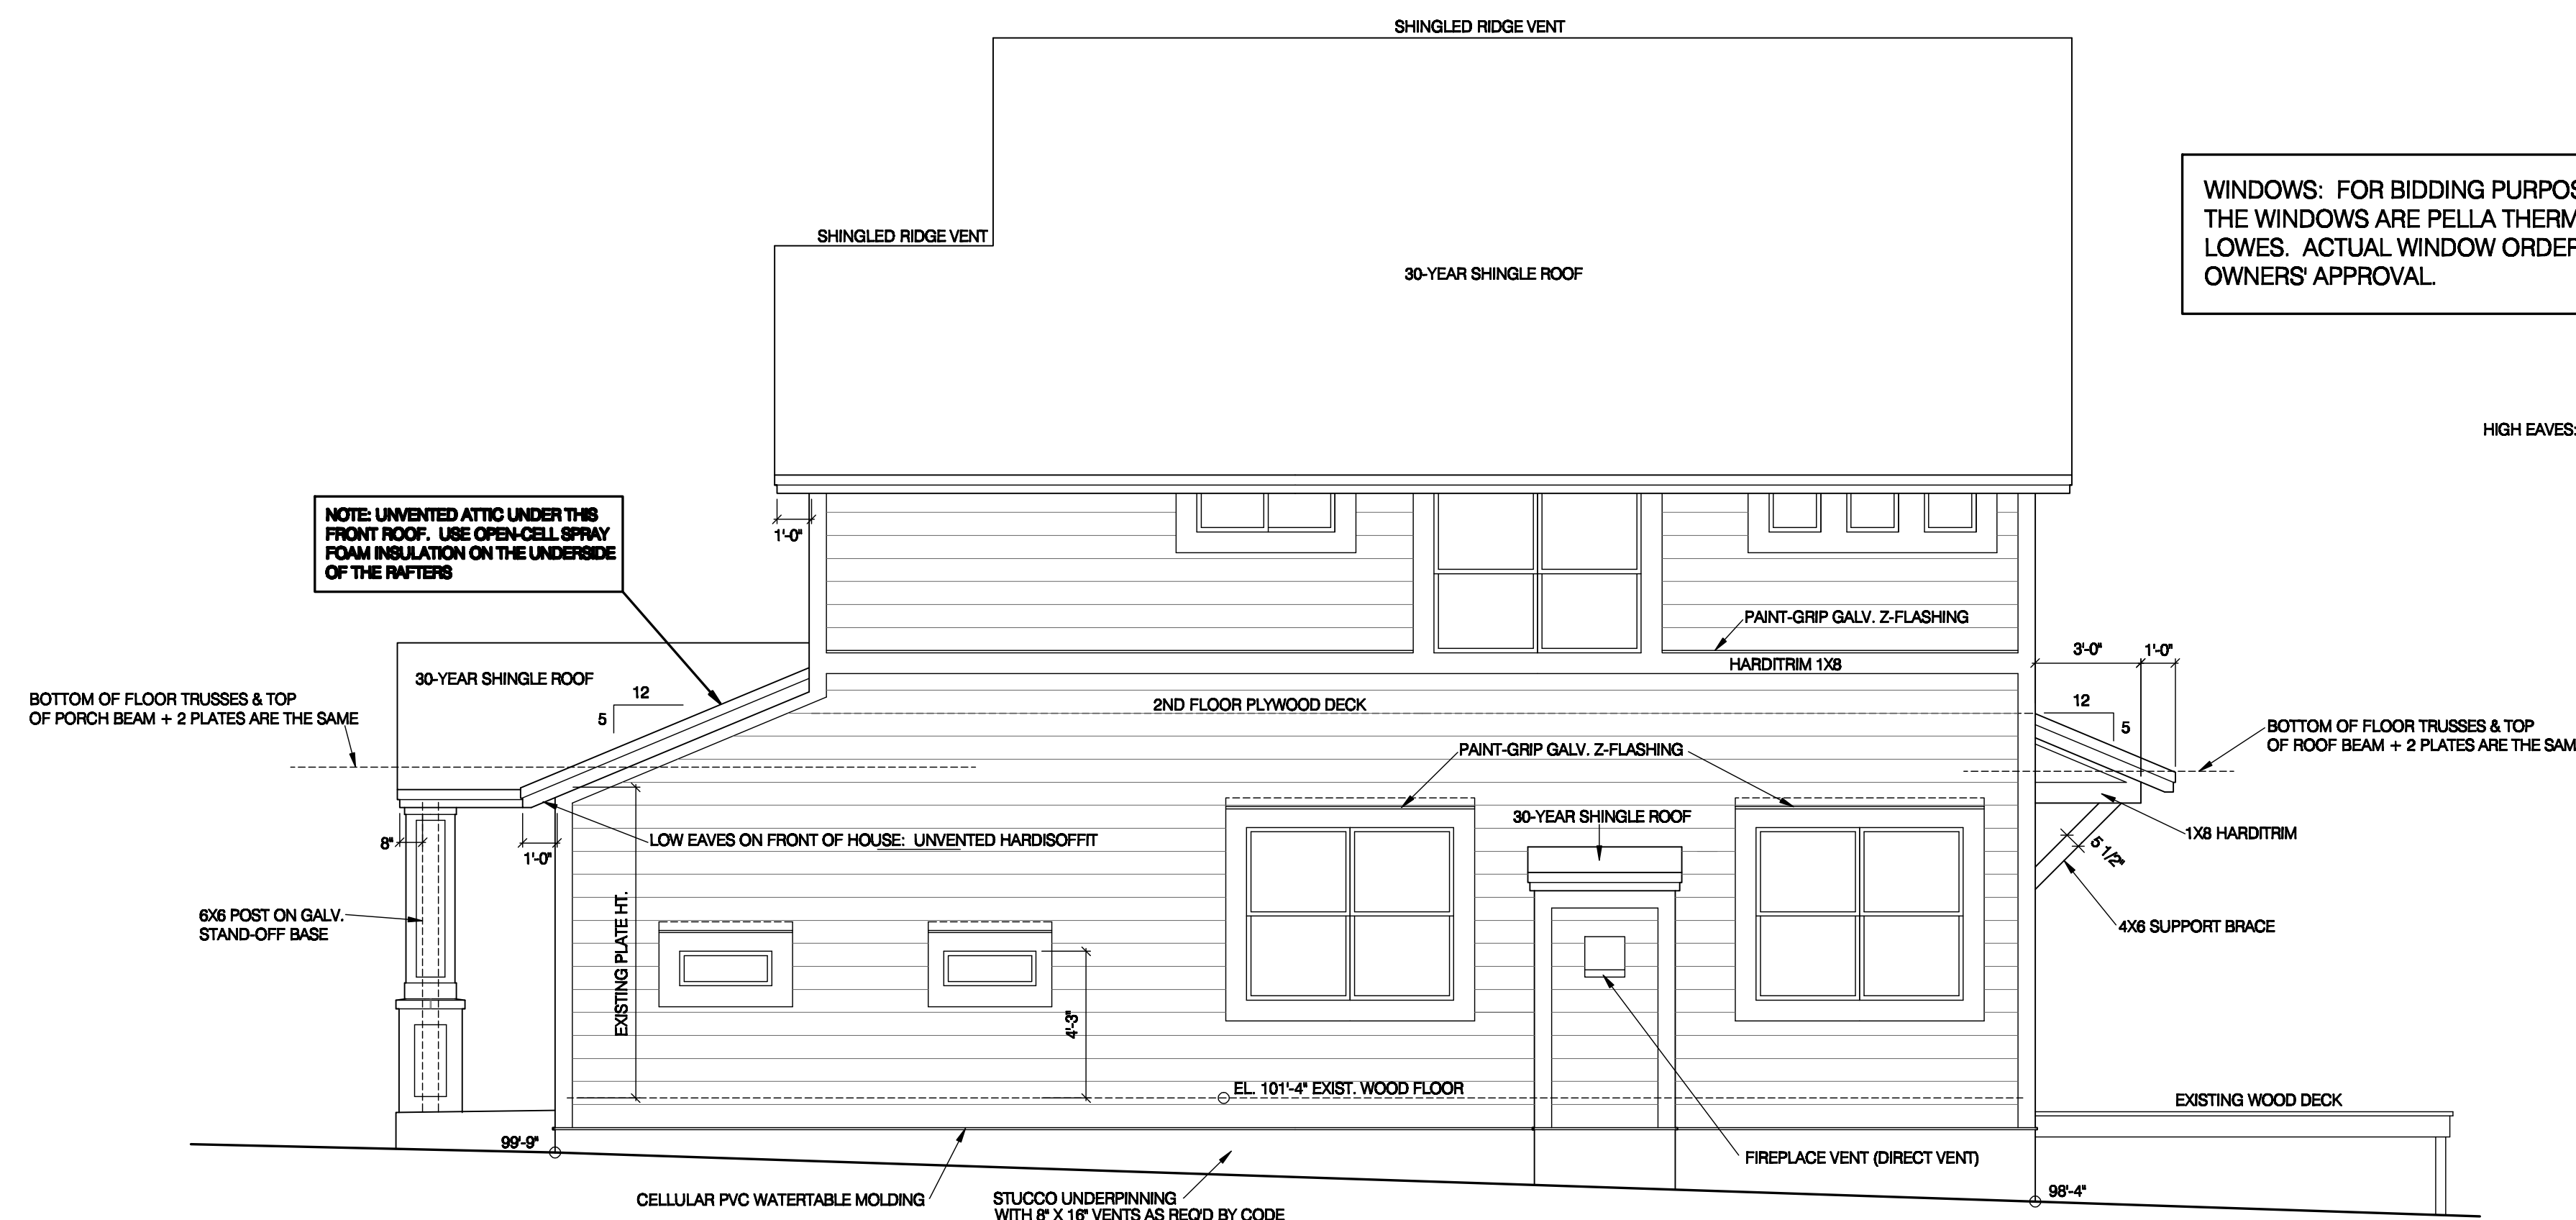 SHINGLED RIDGE VENT
WINDOWS: FOR BIDDING PURPOS
THE WINDOWS ARE PELLA THERM
LOWES. ACTUAL WINDOW ORDER
OWNERS' APPROVAL.
SHINGLED RIDGE VENT
30-YEAR SHINGLE ROOF
HIGH EAVES:
NOTE: UNVENTED ATTIC UNDER THIS
FRONT ROOF. USE OPEN-CELL SPRAY
FOAM INSULATION ON THE UNDERSIDE
OF THE RAFTERS
1'-0"
PAINT-GRIP GALV. Z-FLASHING
HARDITRIM 1X8
3'-0"
1'-0"
30-YEAR SHINGLE ROOF
12
5
BOTTOM OF FLOOR TRUSSES & TOP
OF PORCH BEAM + 2 PLATES ARE THE SAME
2ND FLOOR PLYWOOD DECK
12
5
BOTTOM OF FLOOR TRUSSES & TOP
OF ROOF BEAM + 2 PLATES ARE THE SAM
PAINT-GRIP GALV. Z-FLASHING
30-YEAR SHINGLE ROOF
8"
1'-0"
LOW EAVES ON FRONT OF HOUSE: UNVENTED HARDISOFFIT
1X8 HARDITRIM
5 1/2"
6X6 POST ON GALV.
STAND-OFF BASE
EXISTING PLATE HT.
4X6 SUPPORT BRACE
4'-3"
EL. 101'-4" EXIST. WOOD FLOOR
EXISTING WOOD DECK
99'-9"
FIREPLACE VENT (DIRECT VENT)
CELLULAR PVC WATERTABLE MOLDING
STUCCO UNDERPINNING
WITH 8" X 16" VENTS AS REQ'D BY CODE
98'-4"